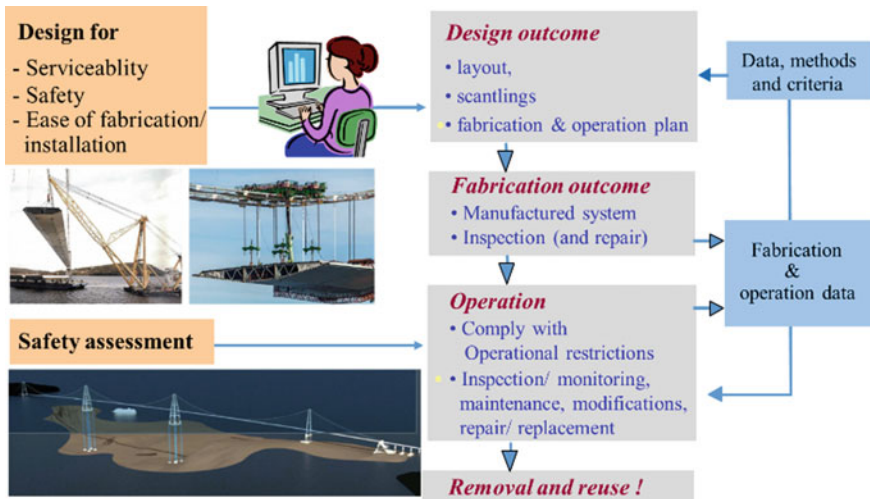 Design for
- Serviceablity
- Safety
- Ease of fabrication/
installation
Design outcome
• layout,
• scantlings
• fabrication & operation plan
Data, methods
and criteria
Fabrication outcome
• Manufactured system
• Inspection (and repair)
Fabrication
&
operation data
Safety assessment
Operation
• Comply with
Operational restrictions
• Inspection/ monitoring,
maintenance, modifications,
repair/ replacement
Removal and reuse !